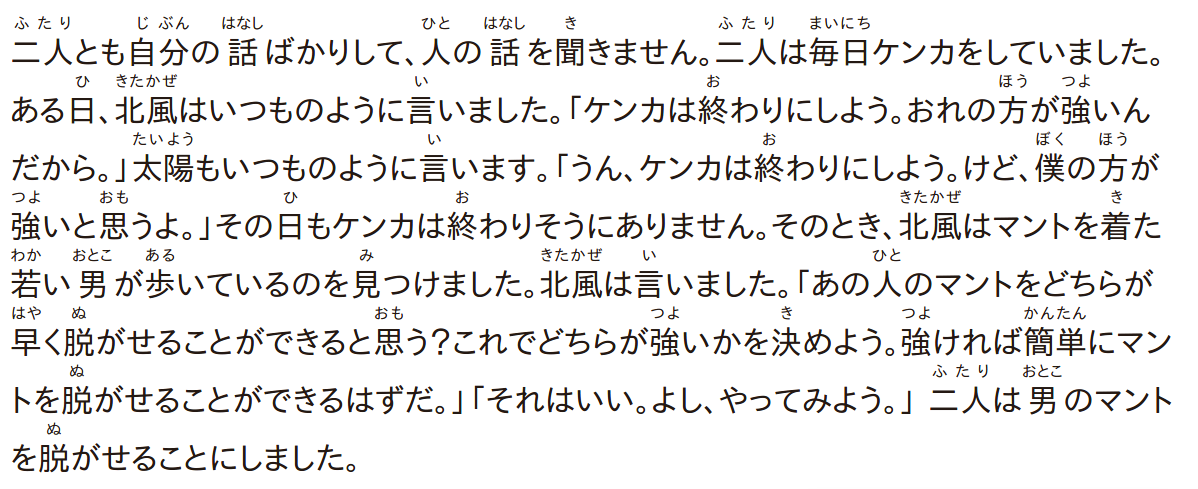 二人とも自分の話ばかりして、人の話を聞きません。二人は毎日ケンカをしていました。
ある日、北風はいつものように言いました。「ケンカは終わりにしよう。おれの方が強いん
だから。」太陽もいつものように言います。「うん、ケンカは終わりにしよう。けど、僕の方が
強いと思うよ。」その日もケンカは終わりそうにありません。そのとき、北風はマントを着た
若い男が歩いているのを見つけました。北風は言いました。「あの人のマントをどちらが
早く脱がせることができると思う?これでどちらが強いかを決めよう。強ければ簡単にマン
トを脱がせることができるはずだ。」「それはいい。よし、やってみよう。」 二人は男のマント
を脱がせることにしました。